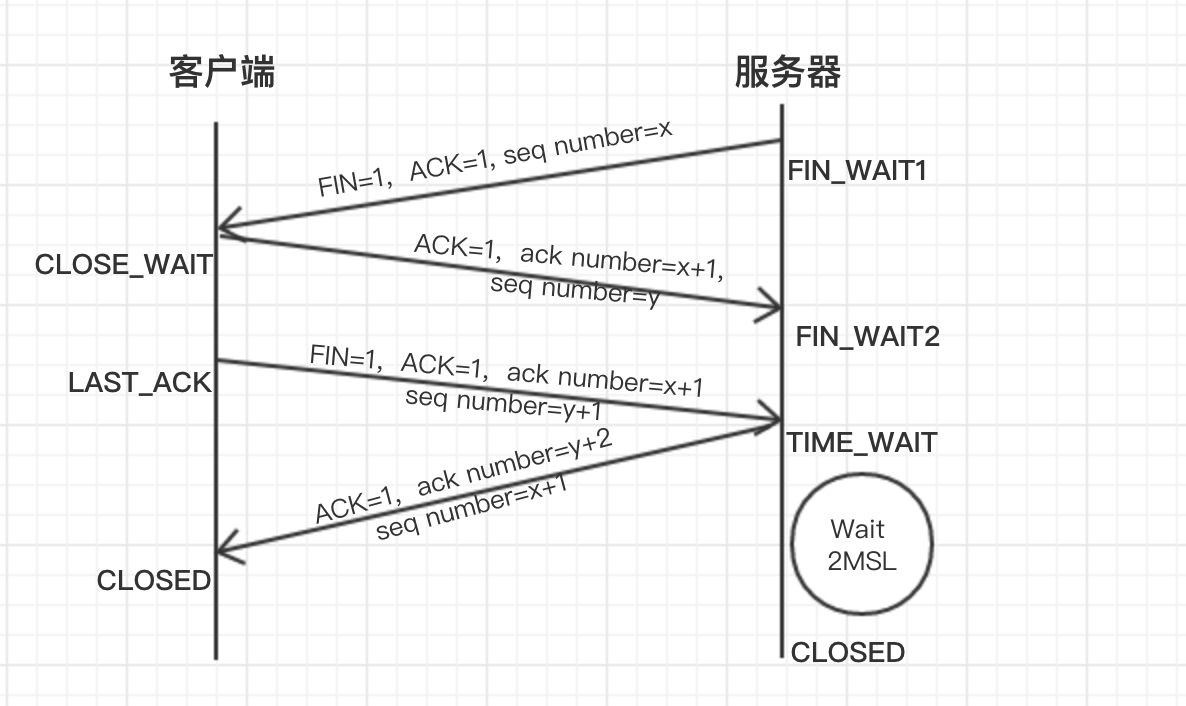 客户端
服务器
FIN=1, ACK=1, seq number=x
FIN_WAIT1
ACK=1, ack number=x+1,
seq number=y
CLOSE_WAIT
FIN_WAIT2
FIN=1, ACK=1, ack number=x+1
seq number=y+1
LAST_ACK
TIME_WAIT
ACK=1, ack number=y+2
seq number=x+1
Wait
2MSL
CLOSED
CLOSED